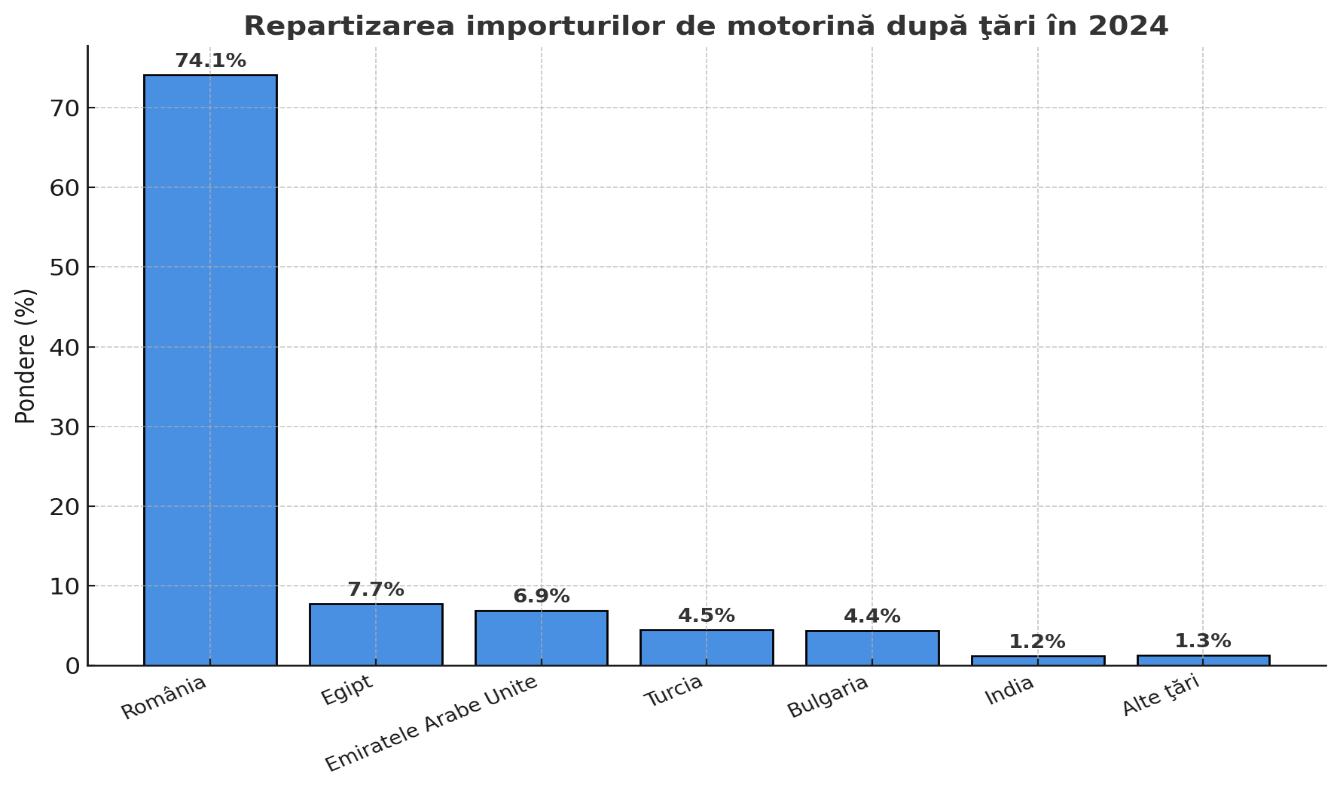 Repartizarea importurilor de motorină după ţări în 2024
Pondere (%)
70
60
50
40
30
20
10
0
74.1%
7.7%
6.9%
4.5%
4.4%
1.2%
1.3%
România
Egipt
Emiratele Arabe Unite
Turcia
Bulgaria
India
Alte ţări